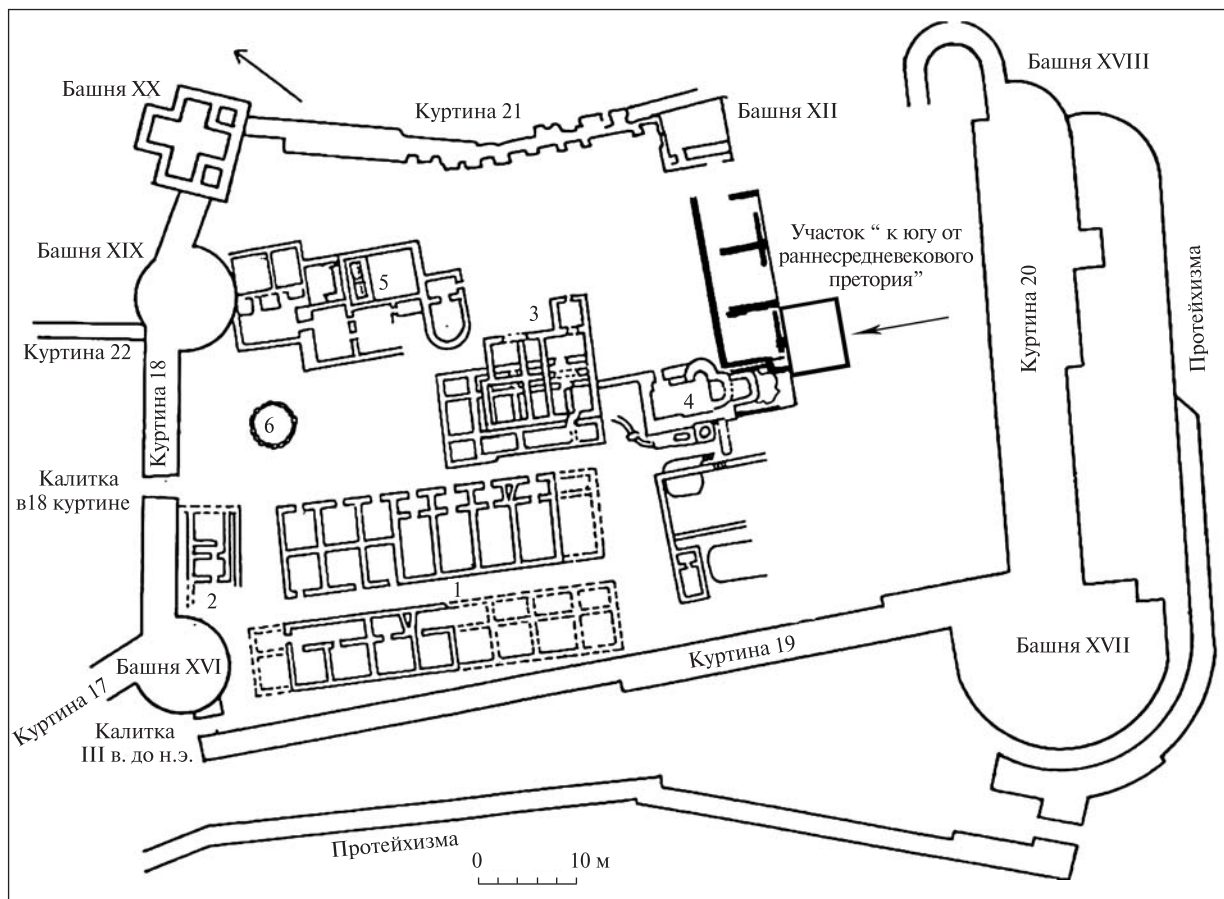 Башня XVIII
Башня XX
Куртина 21
Башня XII
Участок “ к югу от
раннесредневекового
претория”
Башня XIX
5
3
Куртина 20
Протейхизма
Куртина 22
Куртина 18
4
6
Калитка
в18 куртине
1
2
Башня XVI
Куртина 19
Башня XVII
Куртина 17
Калитка
III в. до н.э.
Протейхизма
0 10 м